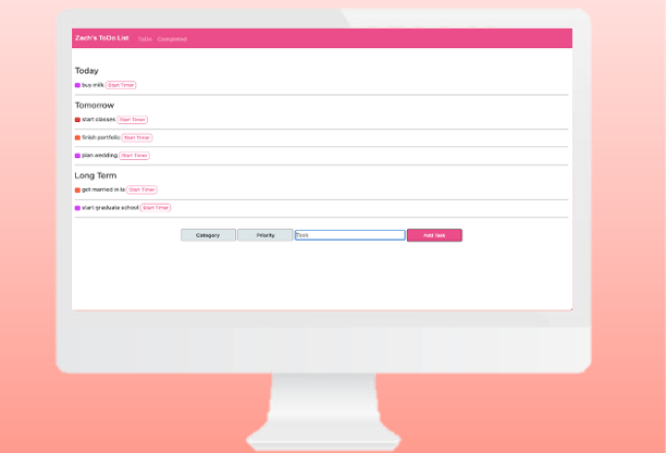 Zach's ToDo List ToDo Completed
Today
buy milk Start Timer
Tomorrow
start classes Start Timer
finish portfolio Start Timer
plan wedding Start Timer
Long Term
get married in la Start Timer
start graduate school Start Timer
Category Priority Task Add Task